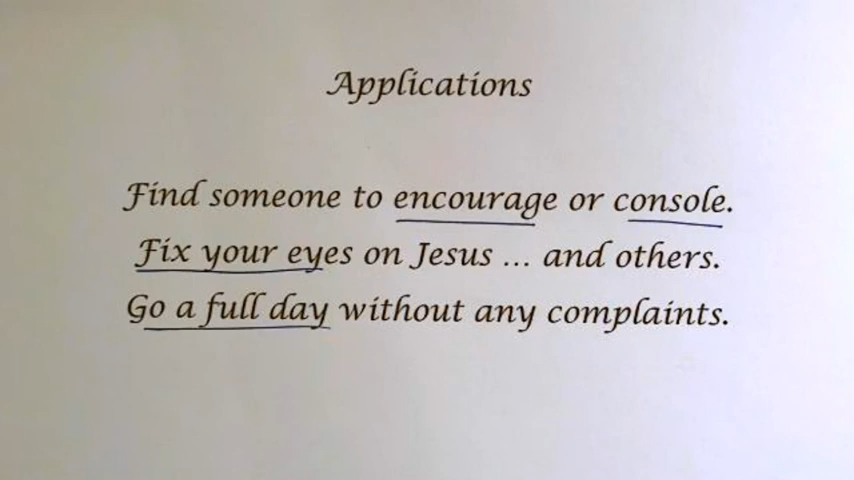 Applications
Find someone to encourage or console.
Fix your eyes on Jesus ... and others.
Go a full day without any complaints.